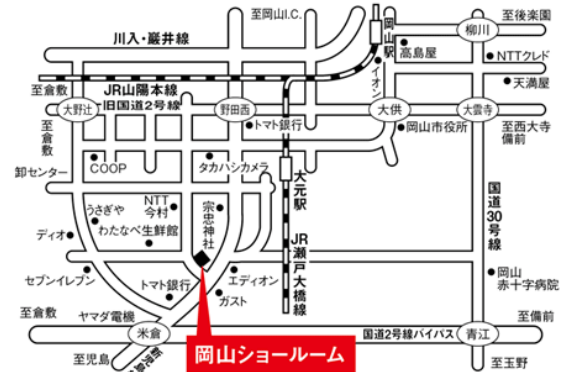 至岡山I.C.
至後楽園
川入・巌井線
岡山駅
柳川
高島屋
NTTクレド
イオン
天満屋
JR山陽本線
至倉敷
旧国道2号線
大野辻
野田西
大供
大雲寺
トマト銀行
岡山市役所
至西大寺
備前
至倉敷
COOP
タカハシカメラ
卸センター
大元駅
国道30号線
うさぎや
NTT
今村
宗忠神社
わたなべ生鮮館
ディオ
JR瀬戸大橋線
セブンイレブン
トマト銀行
エディオン
ガスト
岡山
赤十字病院
至倉敷
ヤマダ電機
至備前
米倉
国道2号線バイパス
青江
岡山ショールーム
至児島
至玉野